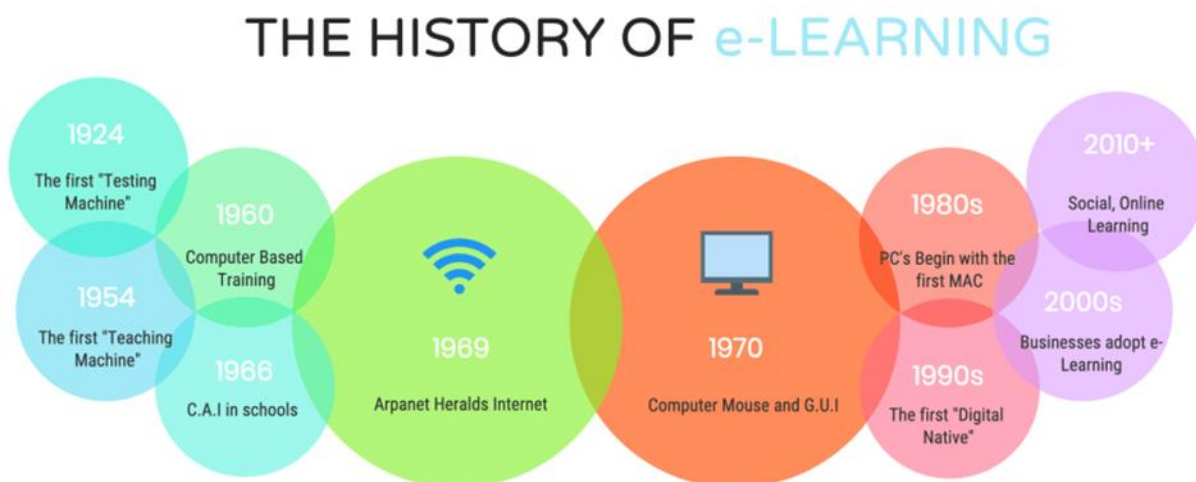 THE HISTORY OF e-LEARNING
1924
The first "Testing
Machine"
1954
The first "Teaching
Machine"
1960
Computer Based
Training
1966
C.A.I in schools
1969
Arpanet Heralds Internet
1970
Computer Mouse and G.U.I
1980s
PC's Begin with the
first MAC
1990s
The first "Digital
Native"
2000s
Businesses adopt e-
Learning
2010+
Social, Online
Learning